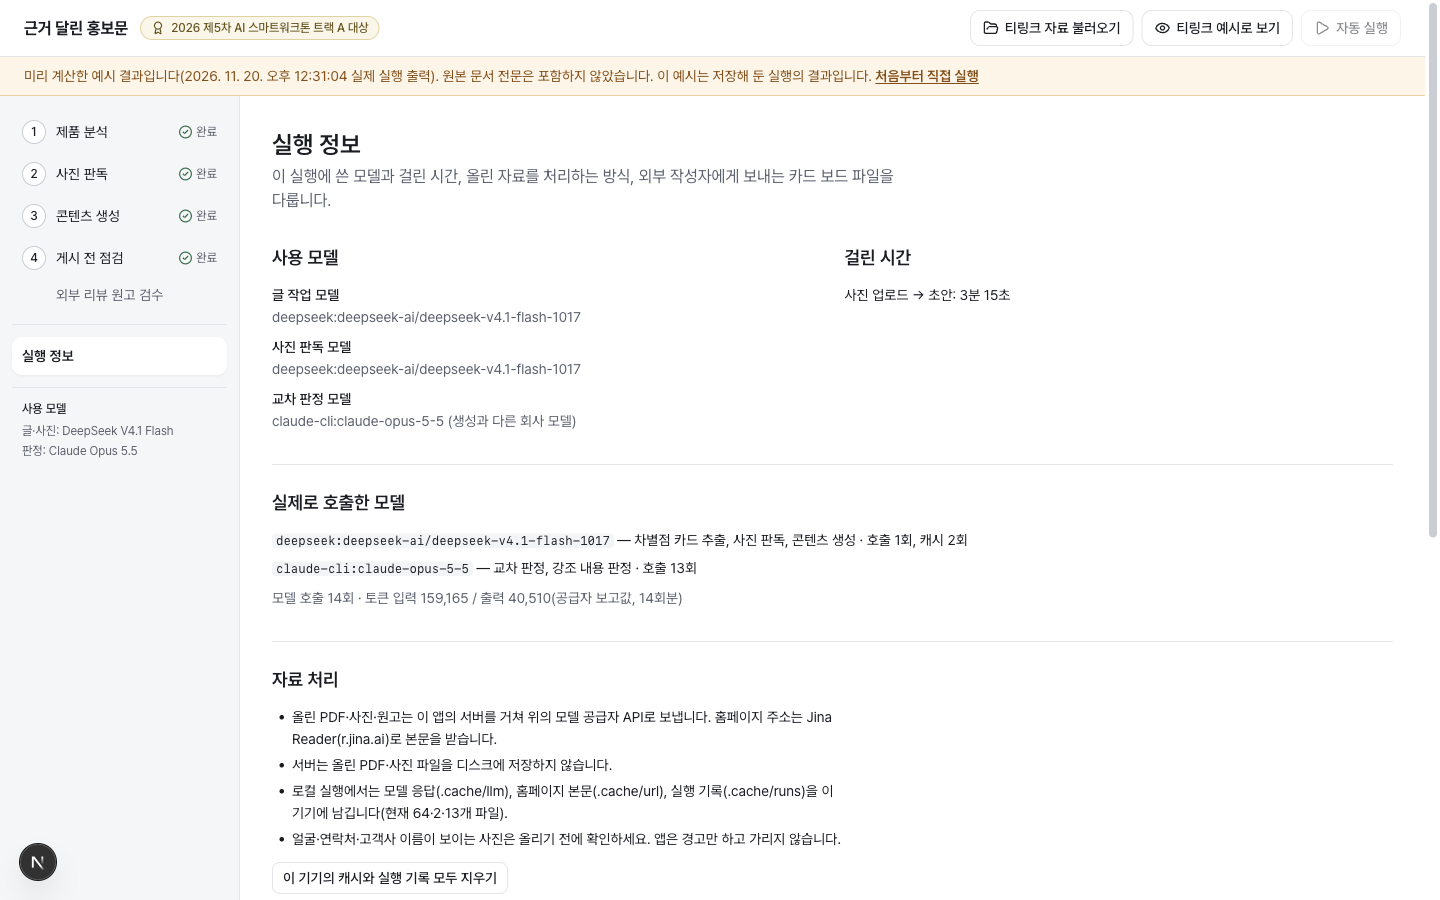 근거 달린 홍보문
2026 제5차 AI 스마트워크톤 트랙 A 대상
티링크 자료 불러오기
티링크 예시로 보기
자동 실행
미리 계산한 예시 결과입니다(2026. 11. 20. 오후 12:31:04 실제 실행 출력). 원본 문서 전문은 포함하지 않았습니다. 이 예시는 저장해 둔 실행의 결과입니다. 처음부터 직접 실행
1 제품 분석 완료
2 사진 판독 완료
3 콘텐츠 생성 완료
4 게시 전 점검 완료
외부 리뷰 원고 검수
실행 정보
사용 모델
글·사진: DeepSeek V4.1 Flash
판정: Claude Opus 5.5
실행 정보
이 실행에 쓴 모델과 걸린 시간, 올린 자료를 처리하는 방식, 외부 작성자에게 보내는 카드 보드 파일을
다룹니다.
사용 모델
글 작업 모델
deepseek:deepseek-ai/deepseek-v4.1-flash-1017
사진 판독 모델
deepseek:deepseek-ai/deepseek-v4.1-flash-1017
교차 판정 모델
claude-cli:claude-opus-5-5 (생성과 다른 회사 모델)
걸린 시간
사진 업로드 → 초안: 3분 15초
실제로 호출한 모델
deepseek:deepseek-ai/deepseek-v4.1-flash-1017 — 차별점 카드 추출, 사진 판독, 콘텐츠 생성 · 호출 1회, 캐시 2회
claude-cli:claude-opus-5-5 — 교차 판정, 강조 내용 판정 · 호출 13회
모델 호출 14회 · 토큰 입력 159,165 / 출력 40,510(공급자 보고값, 14회분)
자료 처리
• 올린 PDF·사진·원고는 이 앱의 서버를 거쳐 위의 모델 공급자 API로 보냅니다. 홈페이지 주소는 Jina
Reader(r.jina.ai)로 본문을 받습니다.
• 서버는 올린 PDF·사진 파일을 디스크에 저장하지 않습니다.
• 로컬 실행에서는 모델 응답(.cache/llm), 홈페이지 본문(.cache/url), 실행 기록(.cache/runs)을 이
기기에 남깁니다(현재 64·2·13개 파일).
• 얼굴·연락처·고객사 이름이 보이는 사진은 올리기 전에 확인하세요. 앱은 경고만 하고 가리지 않습니다.
이 기기의 캐시와 실행 기록 모두 지우기
N